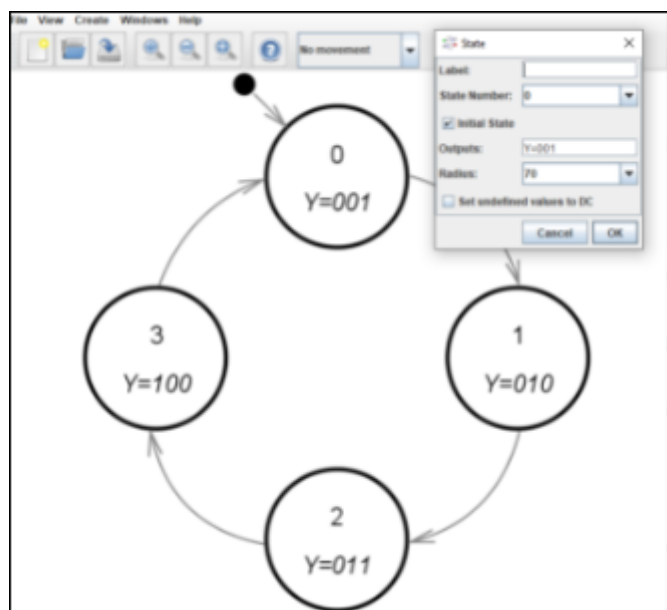 File View Create Windows Help
No movement
State
Label:
State Number: 0
Initial State
Outputs: Y=001
Radius: 70
Set undefined values to DC
Cancel OK
0
Y=001
3
Y=100
1
Y=010
2
Y=011